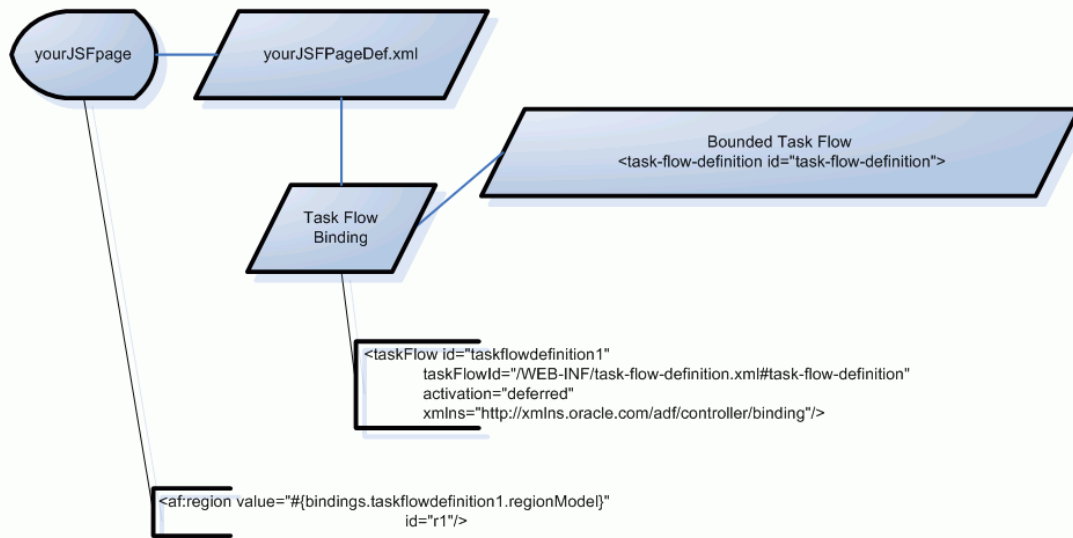 yourJSFpage
yourJSFPageDef.xml
Bounded Task Flow
<task-flow-definition id="task-flow-definition">
Task Flow
Binding
<taskFlow id="taskflowdefinition1"
taskFlowId="/WEB-INF/task-flow-definition.xml#task-flow-definition"
activation="deferred"
xmlns="http://xmlns.oracle.com/adf/controller/binding"/>
<af:region value="#{bindings.taskflowdefinition1.regionModel}"
id="r1"/>